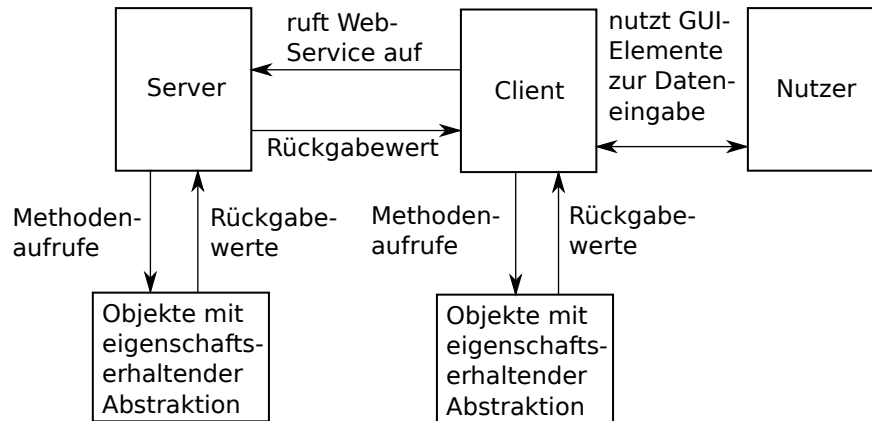 ruft Web-
Service auf
nutzt GUI-
Elemente
zur Daten-
eingabe
Server
Client
Nutzer
Rückgabewert
Methoden-
aufrufe
Rückgabe-
werte
Methoden-
aufrufe
Rückgabe-
werte
Objekte mit
eigenschafts-
erhaltender
Abstraktion
Objekte mit
eigenschafts-
erhaltender
Abstraktion